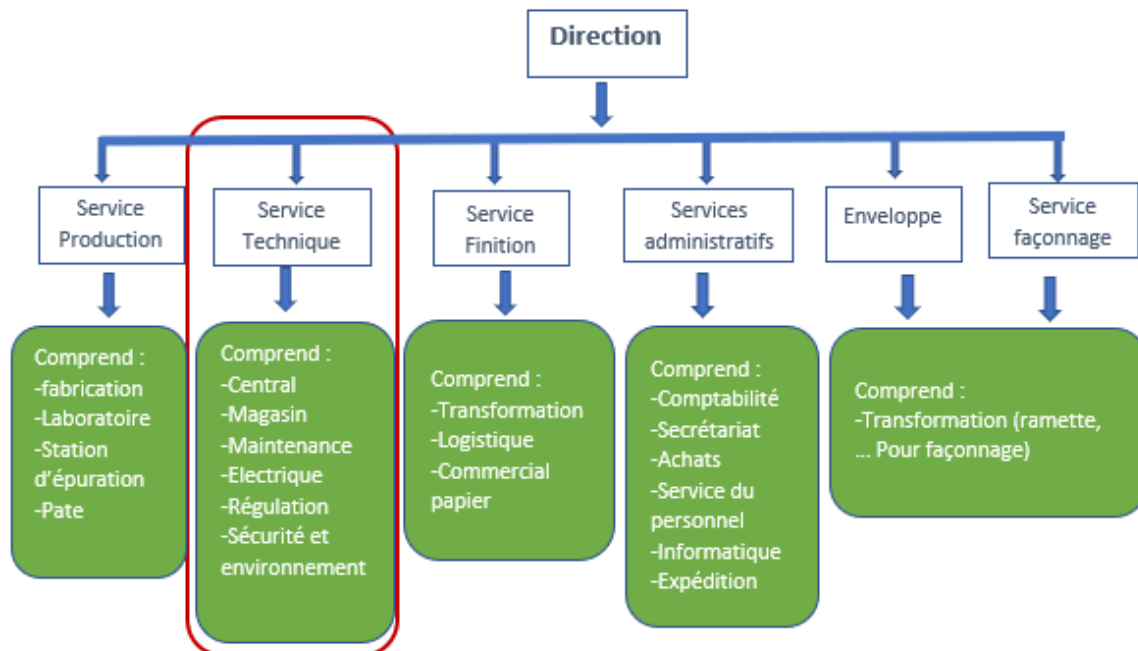 Direction
Service
Production
Service
Technique
Service
Finition
Services
administratifs
Enveloppe
Service
façonnage
Comprend :
-fabrication
-Laboratoire
-Station
d'épuration
-Pate
Comprend :
-Central
-Magasin
-Maintenance
-Electrique
-Régulation
-Sécurité et
environnement
Comprend :
-Transformation
-Logistique
-Commercial
papier
Comprend :
-Comptabilité
-Secrétariat
-Achats
-Service du
personnel
-Informatique
-Expédition
Comprend :
-Transformation (ramette,
... Pour façonnage)